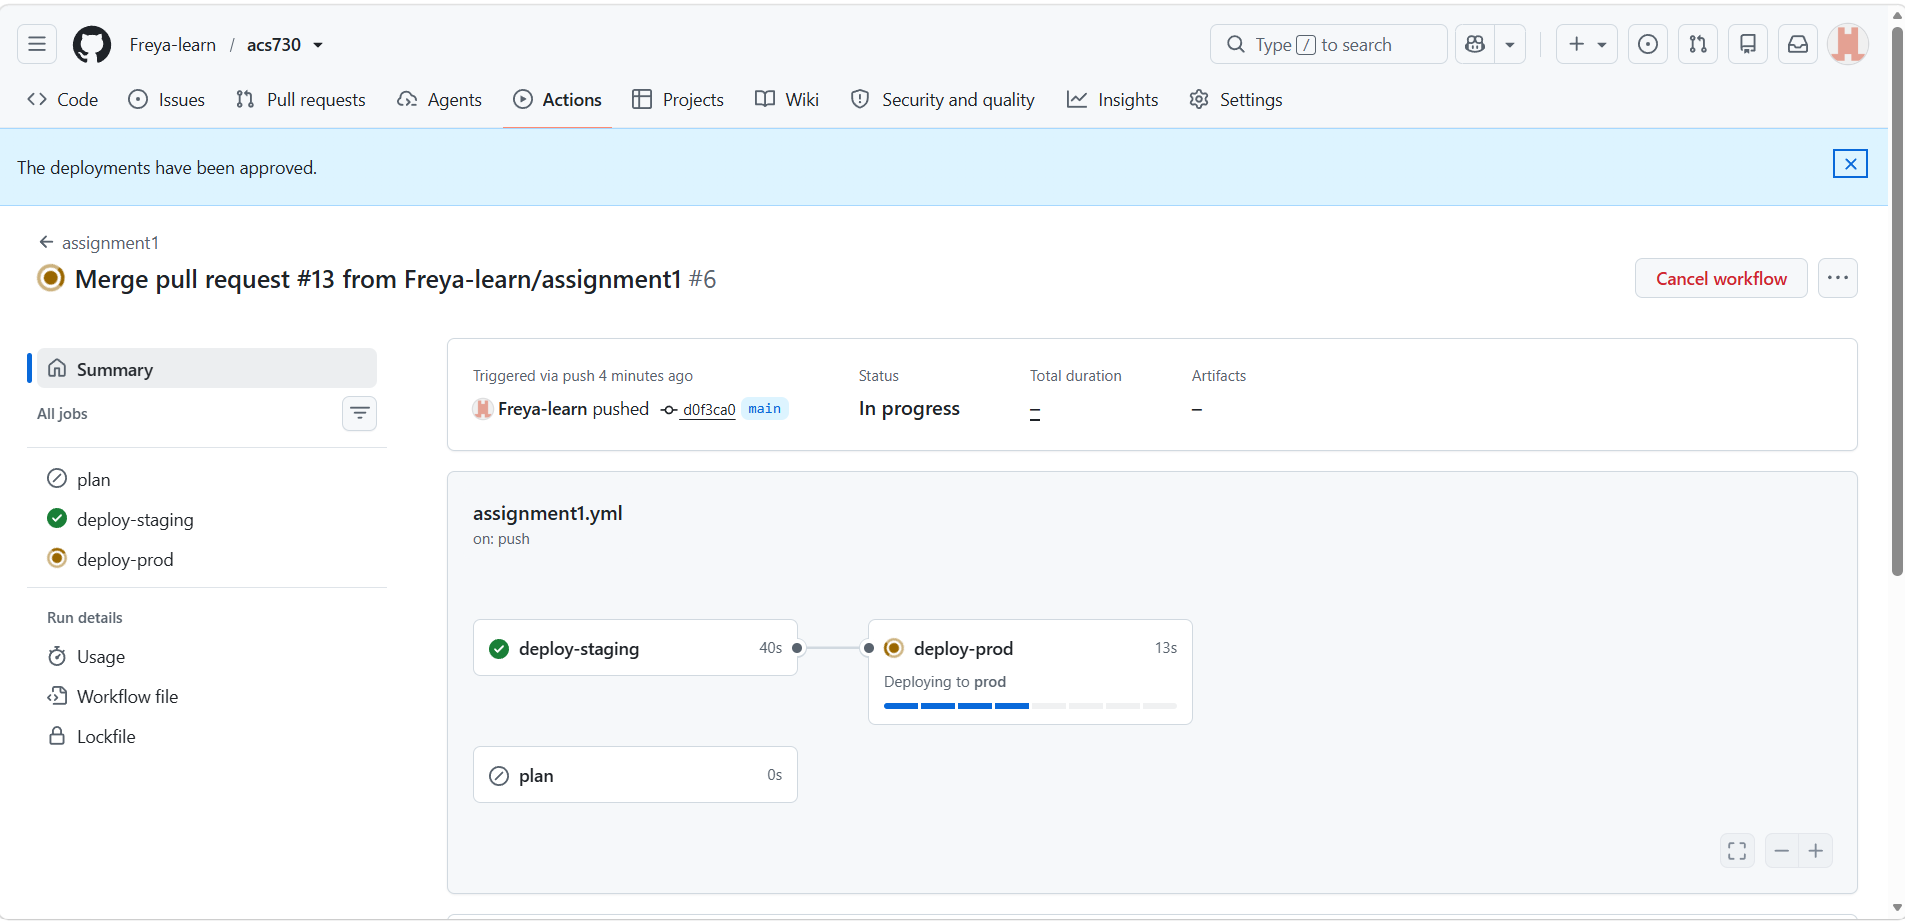 Freya-learn / acs730
Type / to search
Code Issues Pull requests Agents Actions Projects Wiki Security and quality Insights Settings
The deployments have been approved.
assignment1
Merge pull request #13 from Freya-learn/assignment1 #6
Cancel workflow
Summary
All jobs
plan
deploy-staging
deploy-prod
Run details
Usage
Workflow file
Lockfile
Triggered via push 4 minutes ago
Freya-learn pushed d0f3ca0 main
Status
In progress
Total duration
–
Artifacts
–
assignment1.yml
on: push
deploy-staging 40s
deploy-prod 13s
Deploying to prod
plan 0s